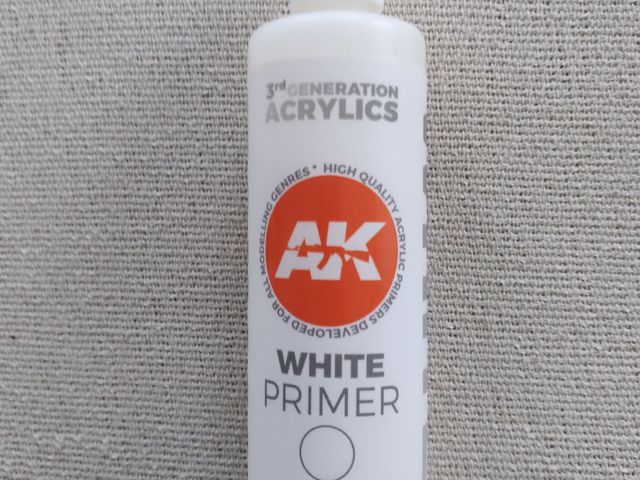 3rd GENERATION
ACRYLICS
HIGH QUALITY ACRYLIC PRIMERS DEVELOPED FOR ALL MODELLING GENRES *
AK
WHITE
PRIMER